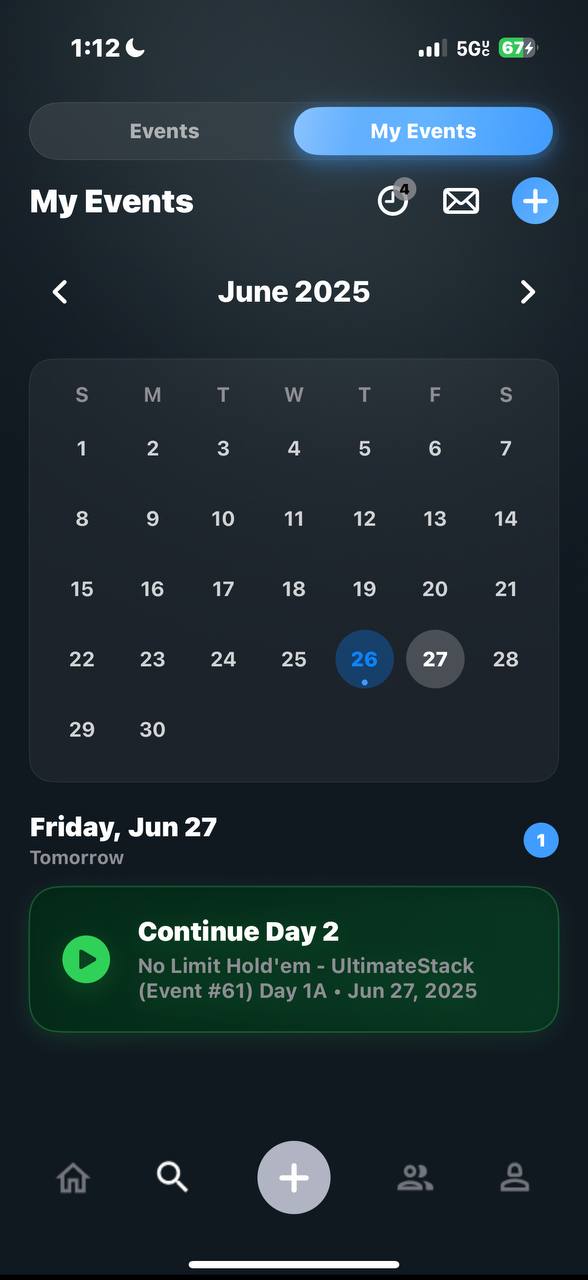 1:12
5GUC
67
Events
My Events
My Events
4
June 2025
S M T W T F S
1 2 3 4 5 6 7
8 9 10 11 12 13 14
15 16 17 18 19 20 21
22 23 24 25 26 27 28
29 30
Friday, Jun 27
Tomorrow
1
Continue Day 2
No Limit Hold'em - UltimateStack
(Event #61) Day 1A • Jun 27, 2025